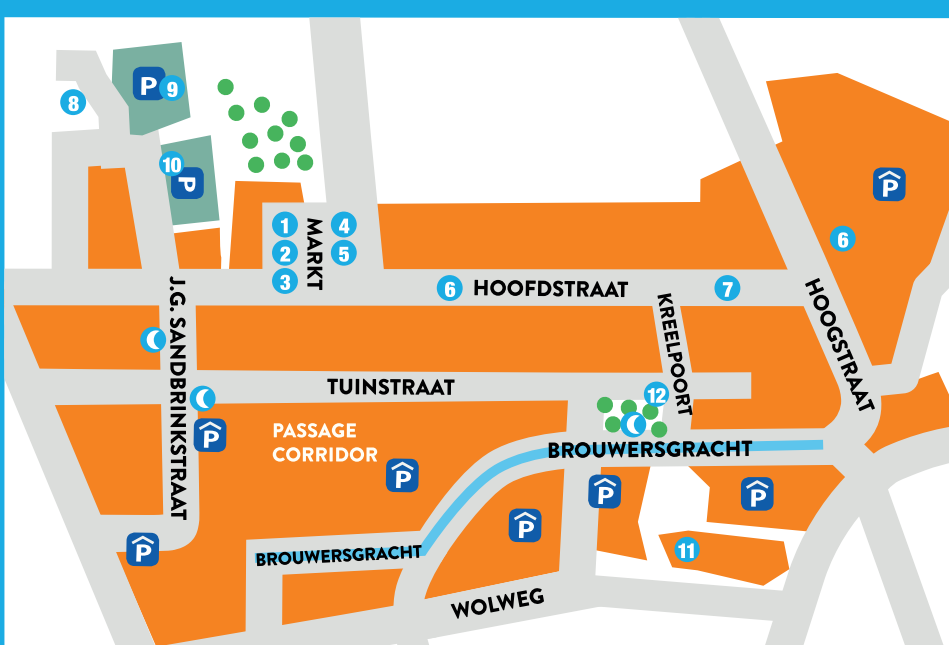 P 9
8
10
P
P
1 MARKT 4
2 5
3
6
6 HOOFDSTRAAT 7
J.G. SANDBRINKSTRAAT
KREELPOORT
HOOGSTRAAT
TUINSTRAAT
12
P
PASSAGE
CORRIDOR
P
BROUWERSGRACHT
P
P
P
P
BROUWERSGRACHT
11
WOLWEG